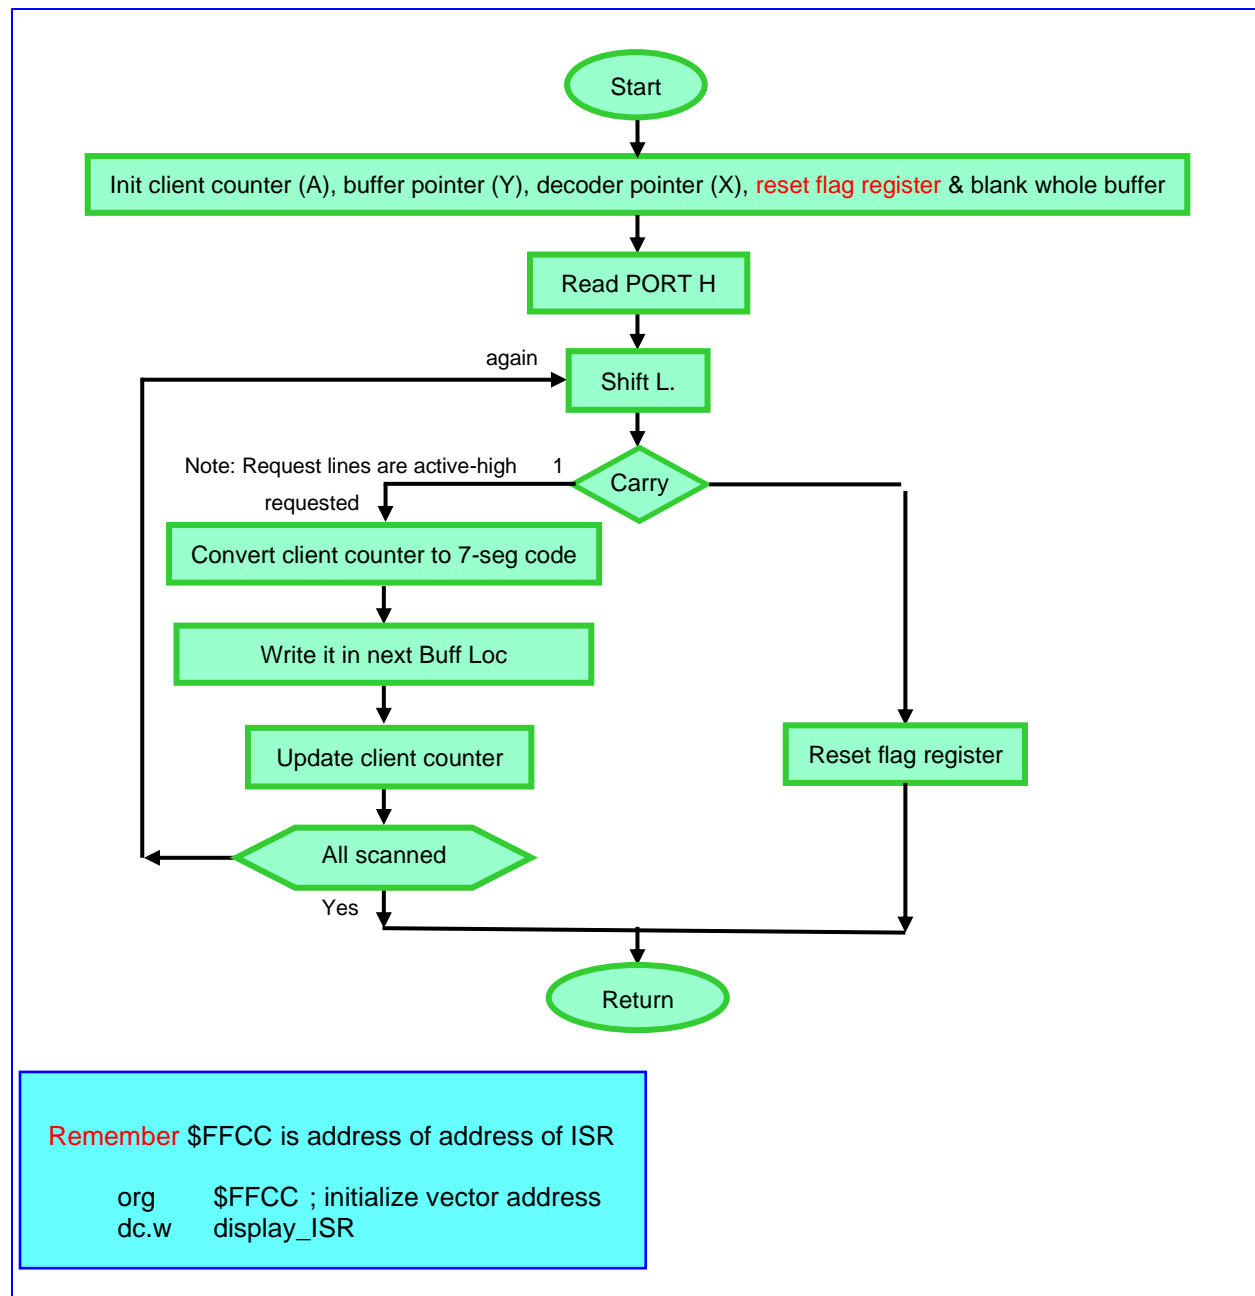 Start
Init client counter (A), buffer pointer (Y), decoder pointer (X), reset flag register & blank whole buffer
Read PORT H
again
Shift L.
Note: Request lines are active-high 1
Carry
requested
Convert client counter to 7-seg code
Write it in next Buff Loc
Update client counter
Reset flag register
All scanned
Yes
Return
Remember $FFCC is address of address of ISR
org $FFCC ; initialize vector address
dc.w display_ISR